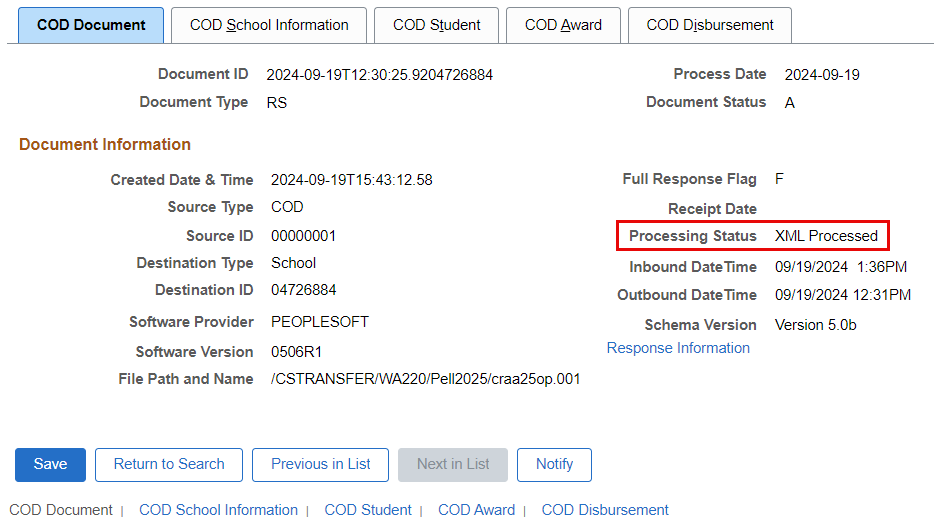 COD Document COD School Information COD Student COD Award COD Disbursement
Document ID 2024-09-19T12:30:25.9204726884 Process Date 2024-09-19
Document Type RS Document Status A
Document Information
Created Date & Time 2024-09-19T15:43:12.58 Full Response Flag F
Source Type COD Receipt Date
Source ID 00000001 Processing Status XML Processed
Destination Type School Inbound DateTime 09/19/2024 1:36PM
Destination ID 04726884 Outbound DateTime 09/19/2024 12:31PM
Software Provider PEOPLESOFT Schema Version Version 5.0b
Software Version 0506R1 Response Information
File Path and Name /CSTRANSFER/WA220/Pell2025/craa25op.001
Save Return to Search Previous in List Next in List Notify
COD Document | COD School Information | COD Student | COD Award | COD Disbursement